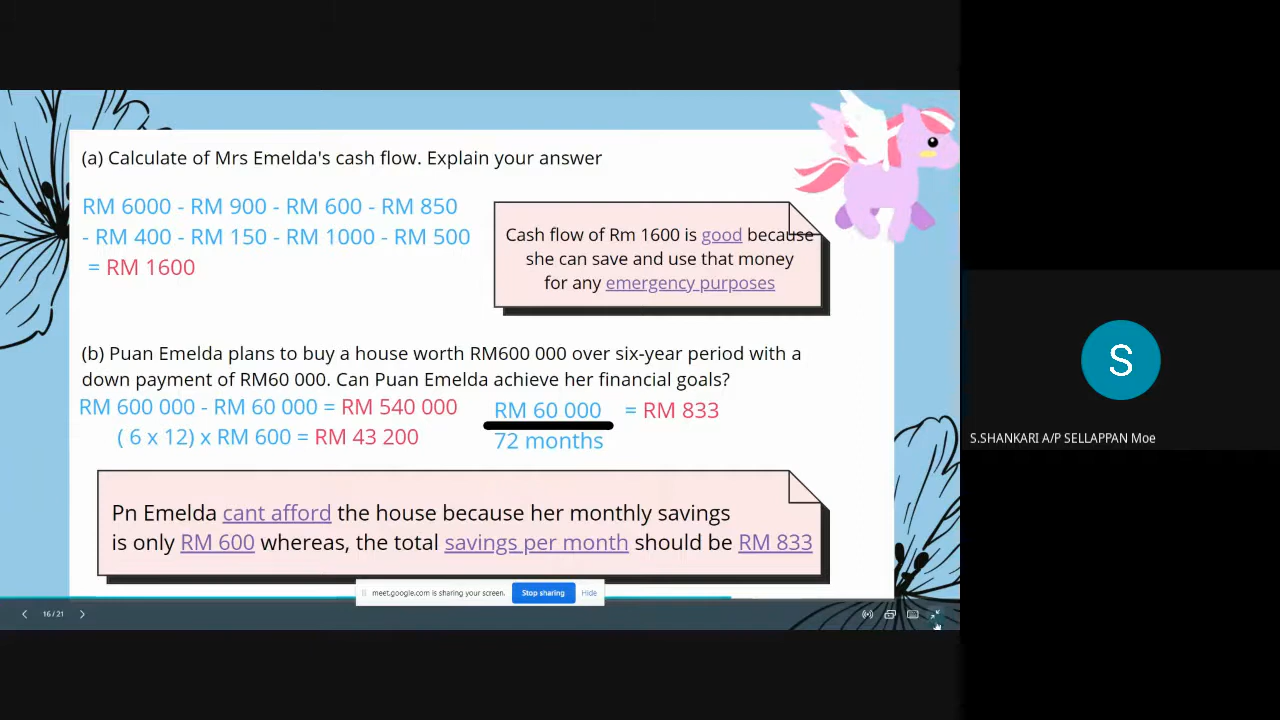 (a) Calculate of Mrs Emelda's cash flow. Explain your answer
RM 6000 - RM 900 - RM 600 - RM 850
- RM 400 - RM 150 - RM 1000 - RM 500
= RM 1600
Cash flow of Rm 1600 is good because
she can save and use that money
for any emergency purposes
(b) Puan Emelda plans to buy a house worth RM600 000 over six-year period with a
down payment of RM60 000. Can Puan Emelda achieve her financial goals?
RM 600 000 - RM 60 000 = RM 540 000
( 6 x 12) x RM 600 = RM 43 200
RM 60 000 = RM 833
72 months
Pn Emelda cant afford the house because her monthly savings
is only RM 600 whereas, the total savings per month should be RM 833
meet.google.com is sharing your screen. Stop sharing Hide
16 / 21
S
S.SHANKARI A/P SELLAPPAN Moe